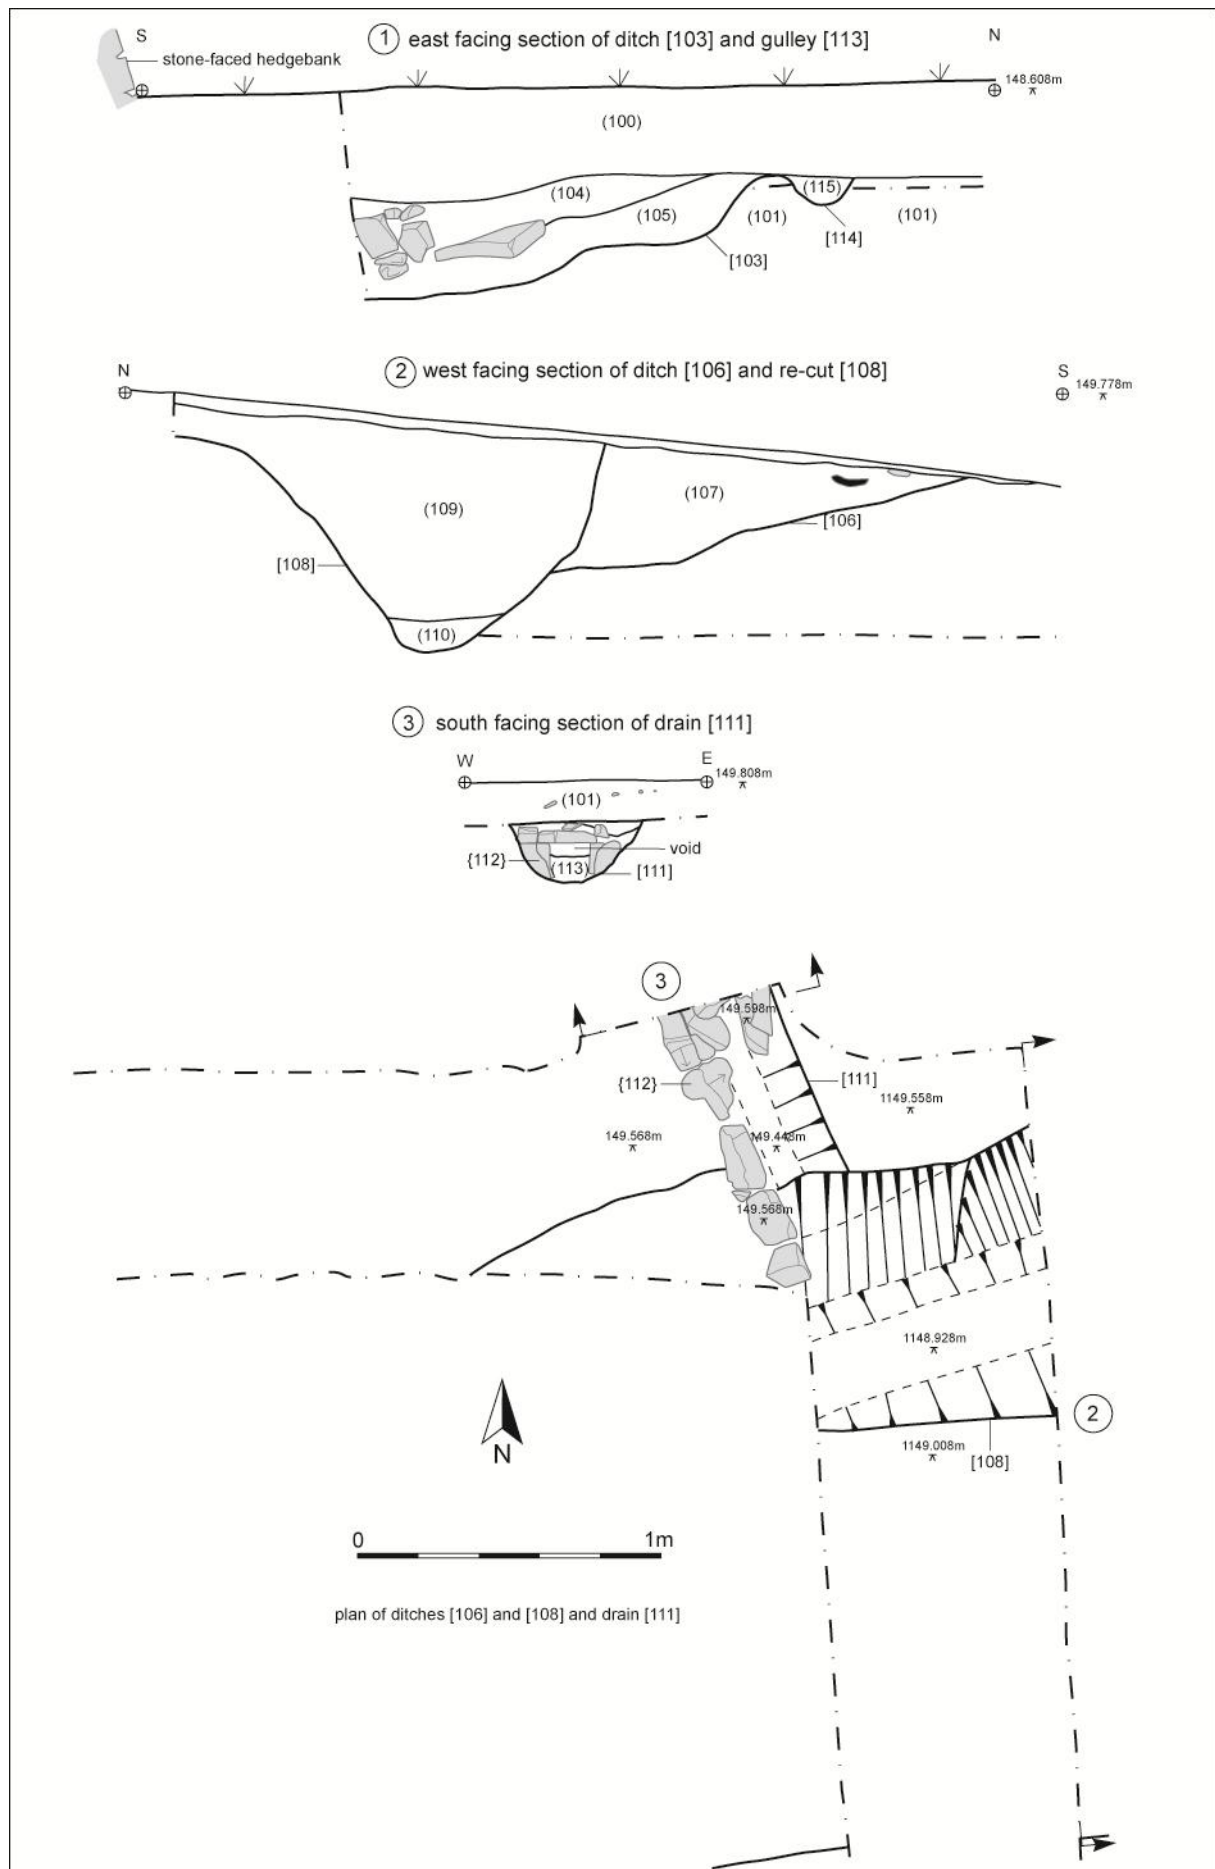 S
1 east facing section of ditch [103] and gulley [113]
N
stone-faced hedgebank
148.608m
(100)
(104)
(115)
(105)
(101)
(101)
[114]
[103]
N
2 west facing section of ditch [106] and re-cut [108]
S
149.778m
(107)
(109)
[106]
[108]
(110)
3 south facing section of drain [111]
W
E
149.808m
(101)
void
{112}
(113)
[111]
3
149.598m
{112}
[111]
1149.558m
149.568m
149.448m
149.568m
1148.928m
2
1149.008m
[108]
N
0 1m
plan of ditches [106] and [108] and drain [111]